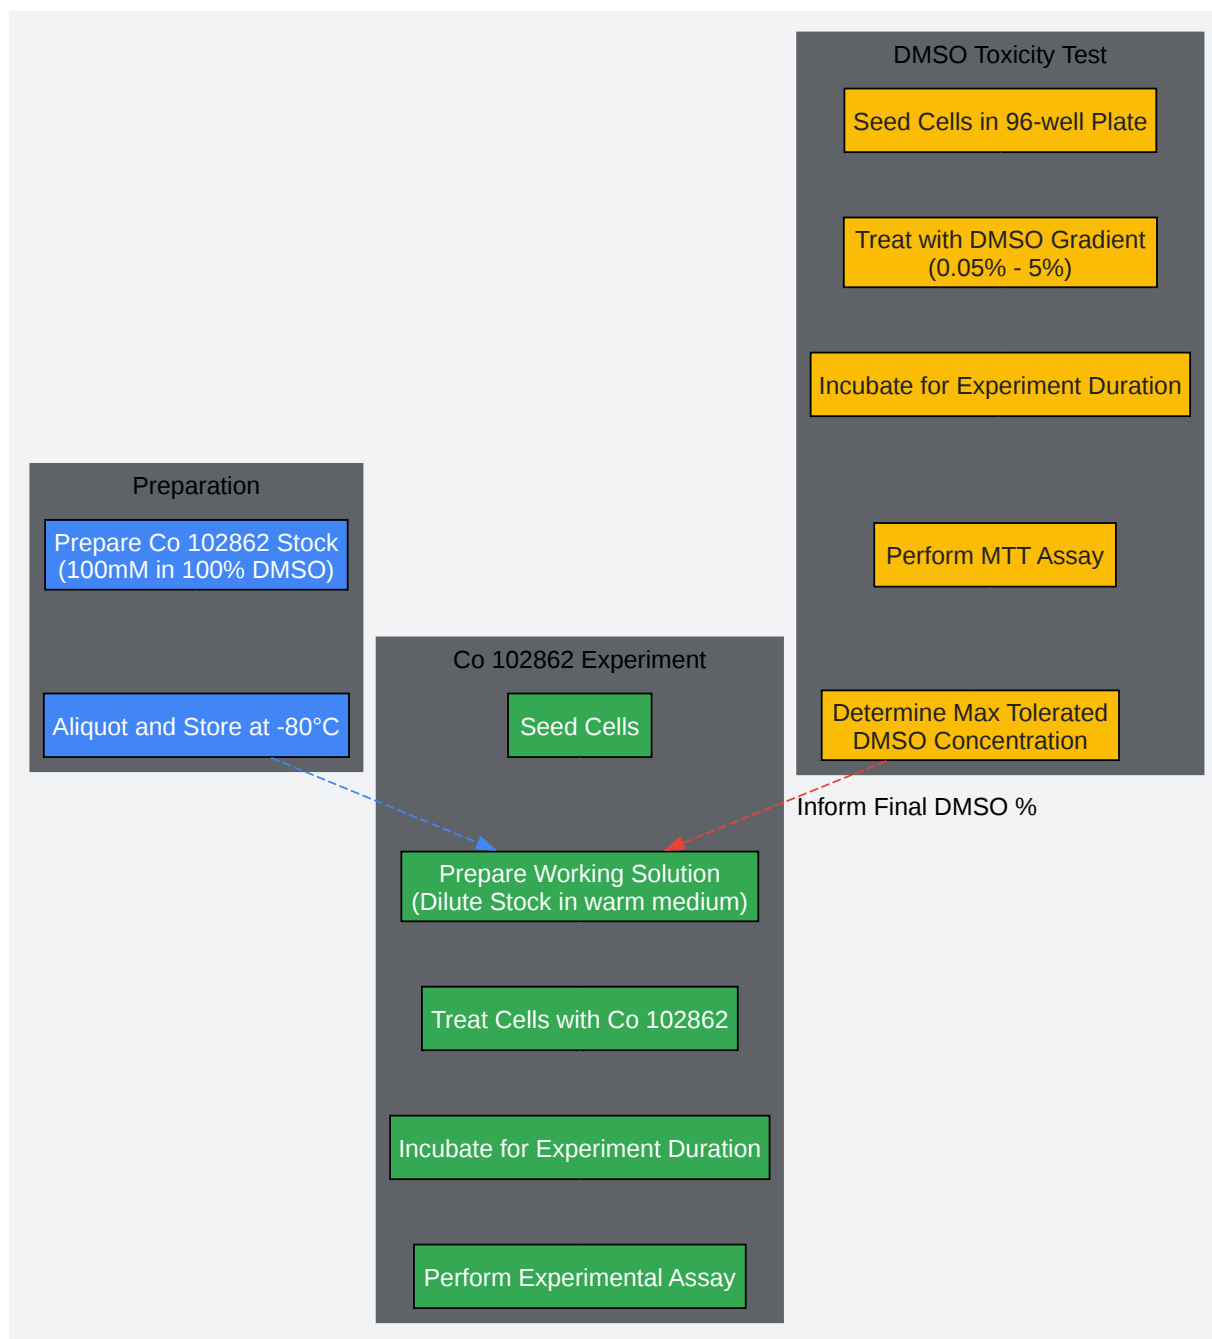 DMSO Toxicity Test
Seed Cells in 96-well Plate
Treat with DMSO Gradient
(0.05% - 5%)
Incubate for Experiment Duration
Perform MTT Assay
Determine Max Tolerated
DMSO Concentration
Preparation
Prepare Co 102862 Stock
(100mM in 100% DMSO)
Aliquot and Store at -80°C
Inform Final DMSO %
Co 102862 Experiment
Seed Cells
Prepare Working Solution
(Dilute Stock in warm medium)
Treat Cells with Co 102862
Incubate for Experiment Duration
Perform Experimental Assay